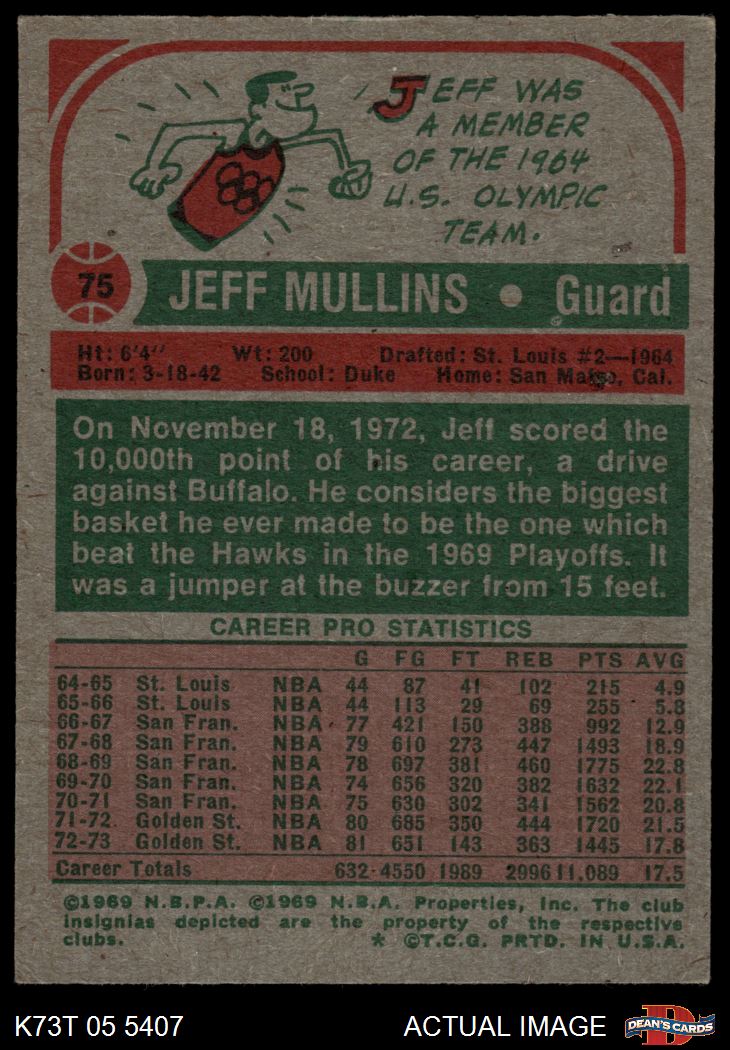 JEFF WAS
A MEMBER
OF THE 1964
U.S. OLYMPIC
TEAM.
75 JEFF MULLINS • Guard
Ht: 6'4" Wt: 200 Drafted: St. Louis #2—1964
Born: 3-18-42 School: Duke Home: San Mateo, Cal.
On November 18, 1972, Jeff scored the
10,000th point of his career, a drive
against Buffalo. He considers the biggest
basket he ever made to be the one which
beat the Hawks in the 1969 Playoffs. It
was a jumper at the buzzer from 15 feet.
CAREER PRO STATISTICS
G FG FT REB PTS AVG
64-65 St. Louis NBA 44 87 41 102 215 4.9
65-66 St. Louis NBA 44 113 29 69 255 5.8
66-67 San Fran. NBA 77 421 150 388 992 12.9
67-68 San Fran. NBA 79 610 273 447 1493 18.9
68-69 San Fran. NBA 78 697 381 460 1775 22.8
69-70 San Fran. NBA 74 656 320 382 1632 22.1
70-71 San Fran. NBA 75 630 302 341 1562 20.8
71-72 Golden St. NBA 80 685 350 444 1720 21.5
72-73 Golden St. NBA 81 651 143 363 1445 17.8
Career Totals 632 4550 1989 2996 11,089 17.5
©1969 N.B.P.A. ©1969 N.B.A. Properties, Inc. The club
insignias depicted are the property of the respective
clubs. * ©T.C.G. PRTD. IN U.S.A.
K73T 05 5407 ACTUAL IMAGE DEAN'S CARDS